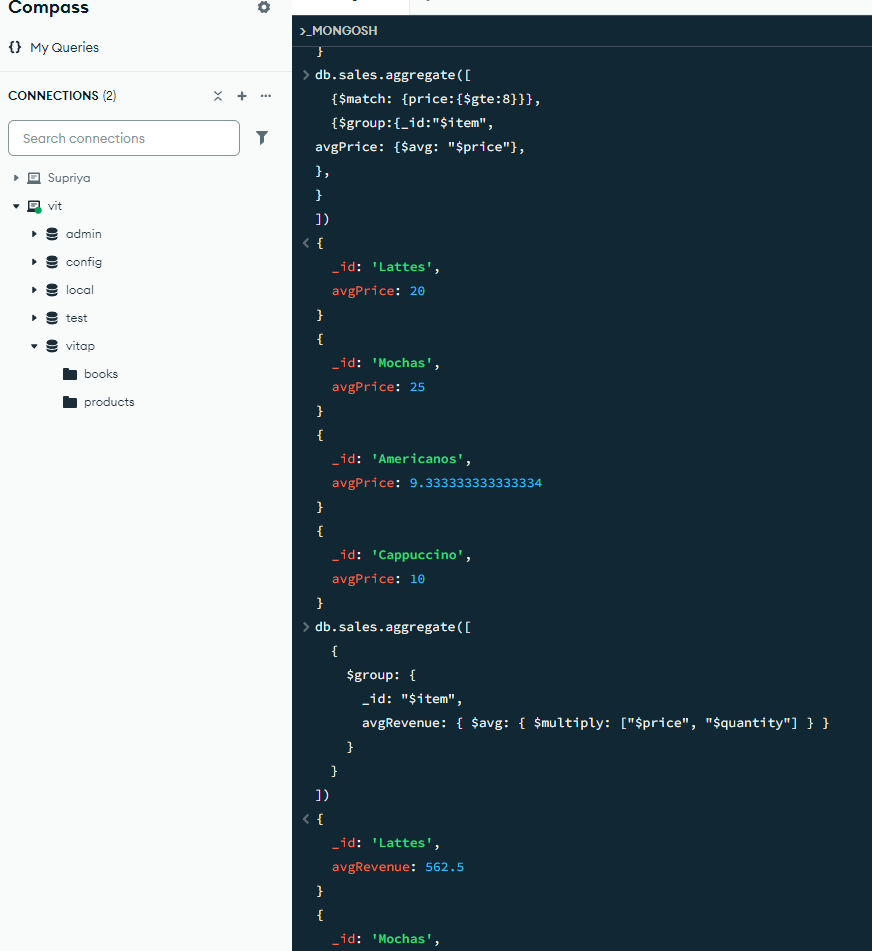 Compass
{} My Queries
CONNECTIONS (2)
Search connections
Supriya
vit
admin
config
local
test
vitap
books
products
>_MONGOSH
}
> db.sales.aggregate([
{$match: {price:{$gte:8}}},
{$group:{_id:"$item",
avgPrice: {$avg: "$price"},
},
}
])
< {
_id: 'Lattes',
avgPrice: 20
}
{
_id: 'Mochas',
avgPrice: 25
}
{
_id: 'Americanos',
avgPrice: 9.333333333333334
}
{
_id: 'Cappuccino',
avgPrice: 10
}
> db.sales.aggregate([
{
$group: {
_id: "$item",
avgRevenue: { $avg: { $multiply: ["$price", "$quantity"] } }
}
}
])
< {
_id: 'Lattes',
avgRevenue: 562.5
}
{
_id: 'Mochas',